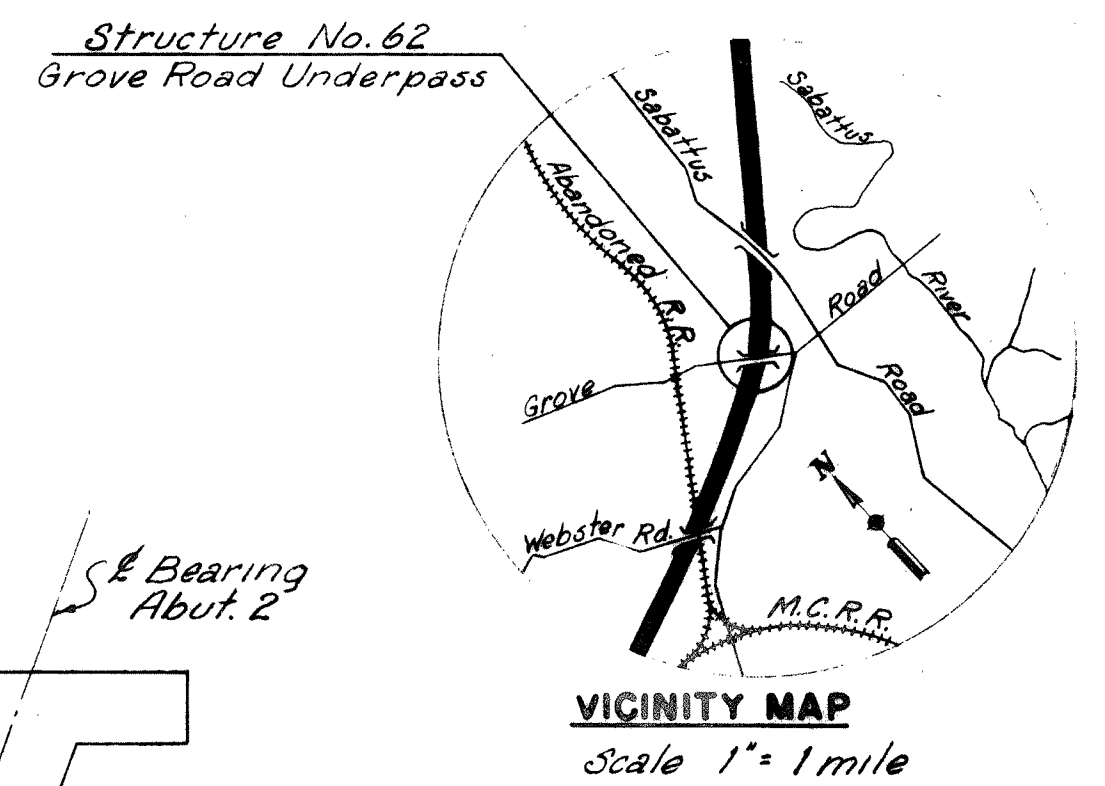 Structure No. 62
Grove Road Underpass
Sabattus
Sabattus
Abandoned R.R.
Road
River
Grove
Road
N
Webster Rd.
℄ Bearing
Abut. 2
M.C.R.R.
VICINITY MAP
Scale 1" = 1 mile